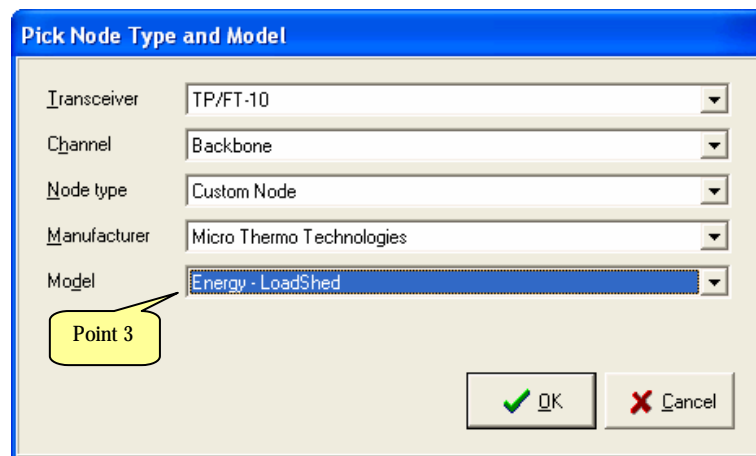 Pick Node Type and Model
Transceiver TP/FT-10
Channel Backbone
Node type Custom Node
Manufacturer Micro Thermo Technologies
Model Energy - LoadShed
Point 3
OK Cancel